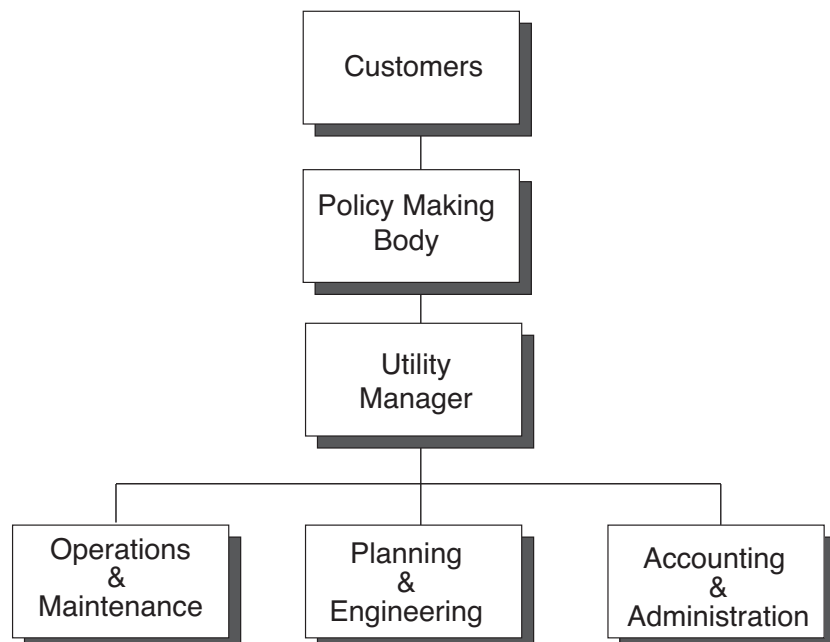 Customers
Policy Making
Body
Utility
Manager
Operations
&
Maintenance
Planning
&
Engineering
Accounting
&
Administration